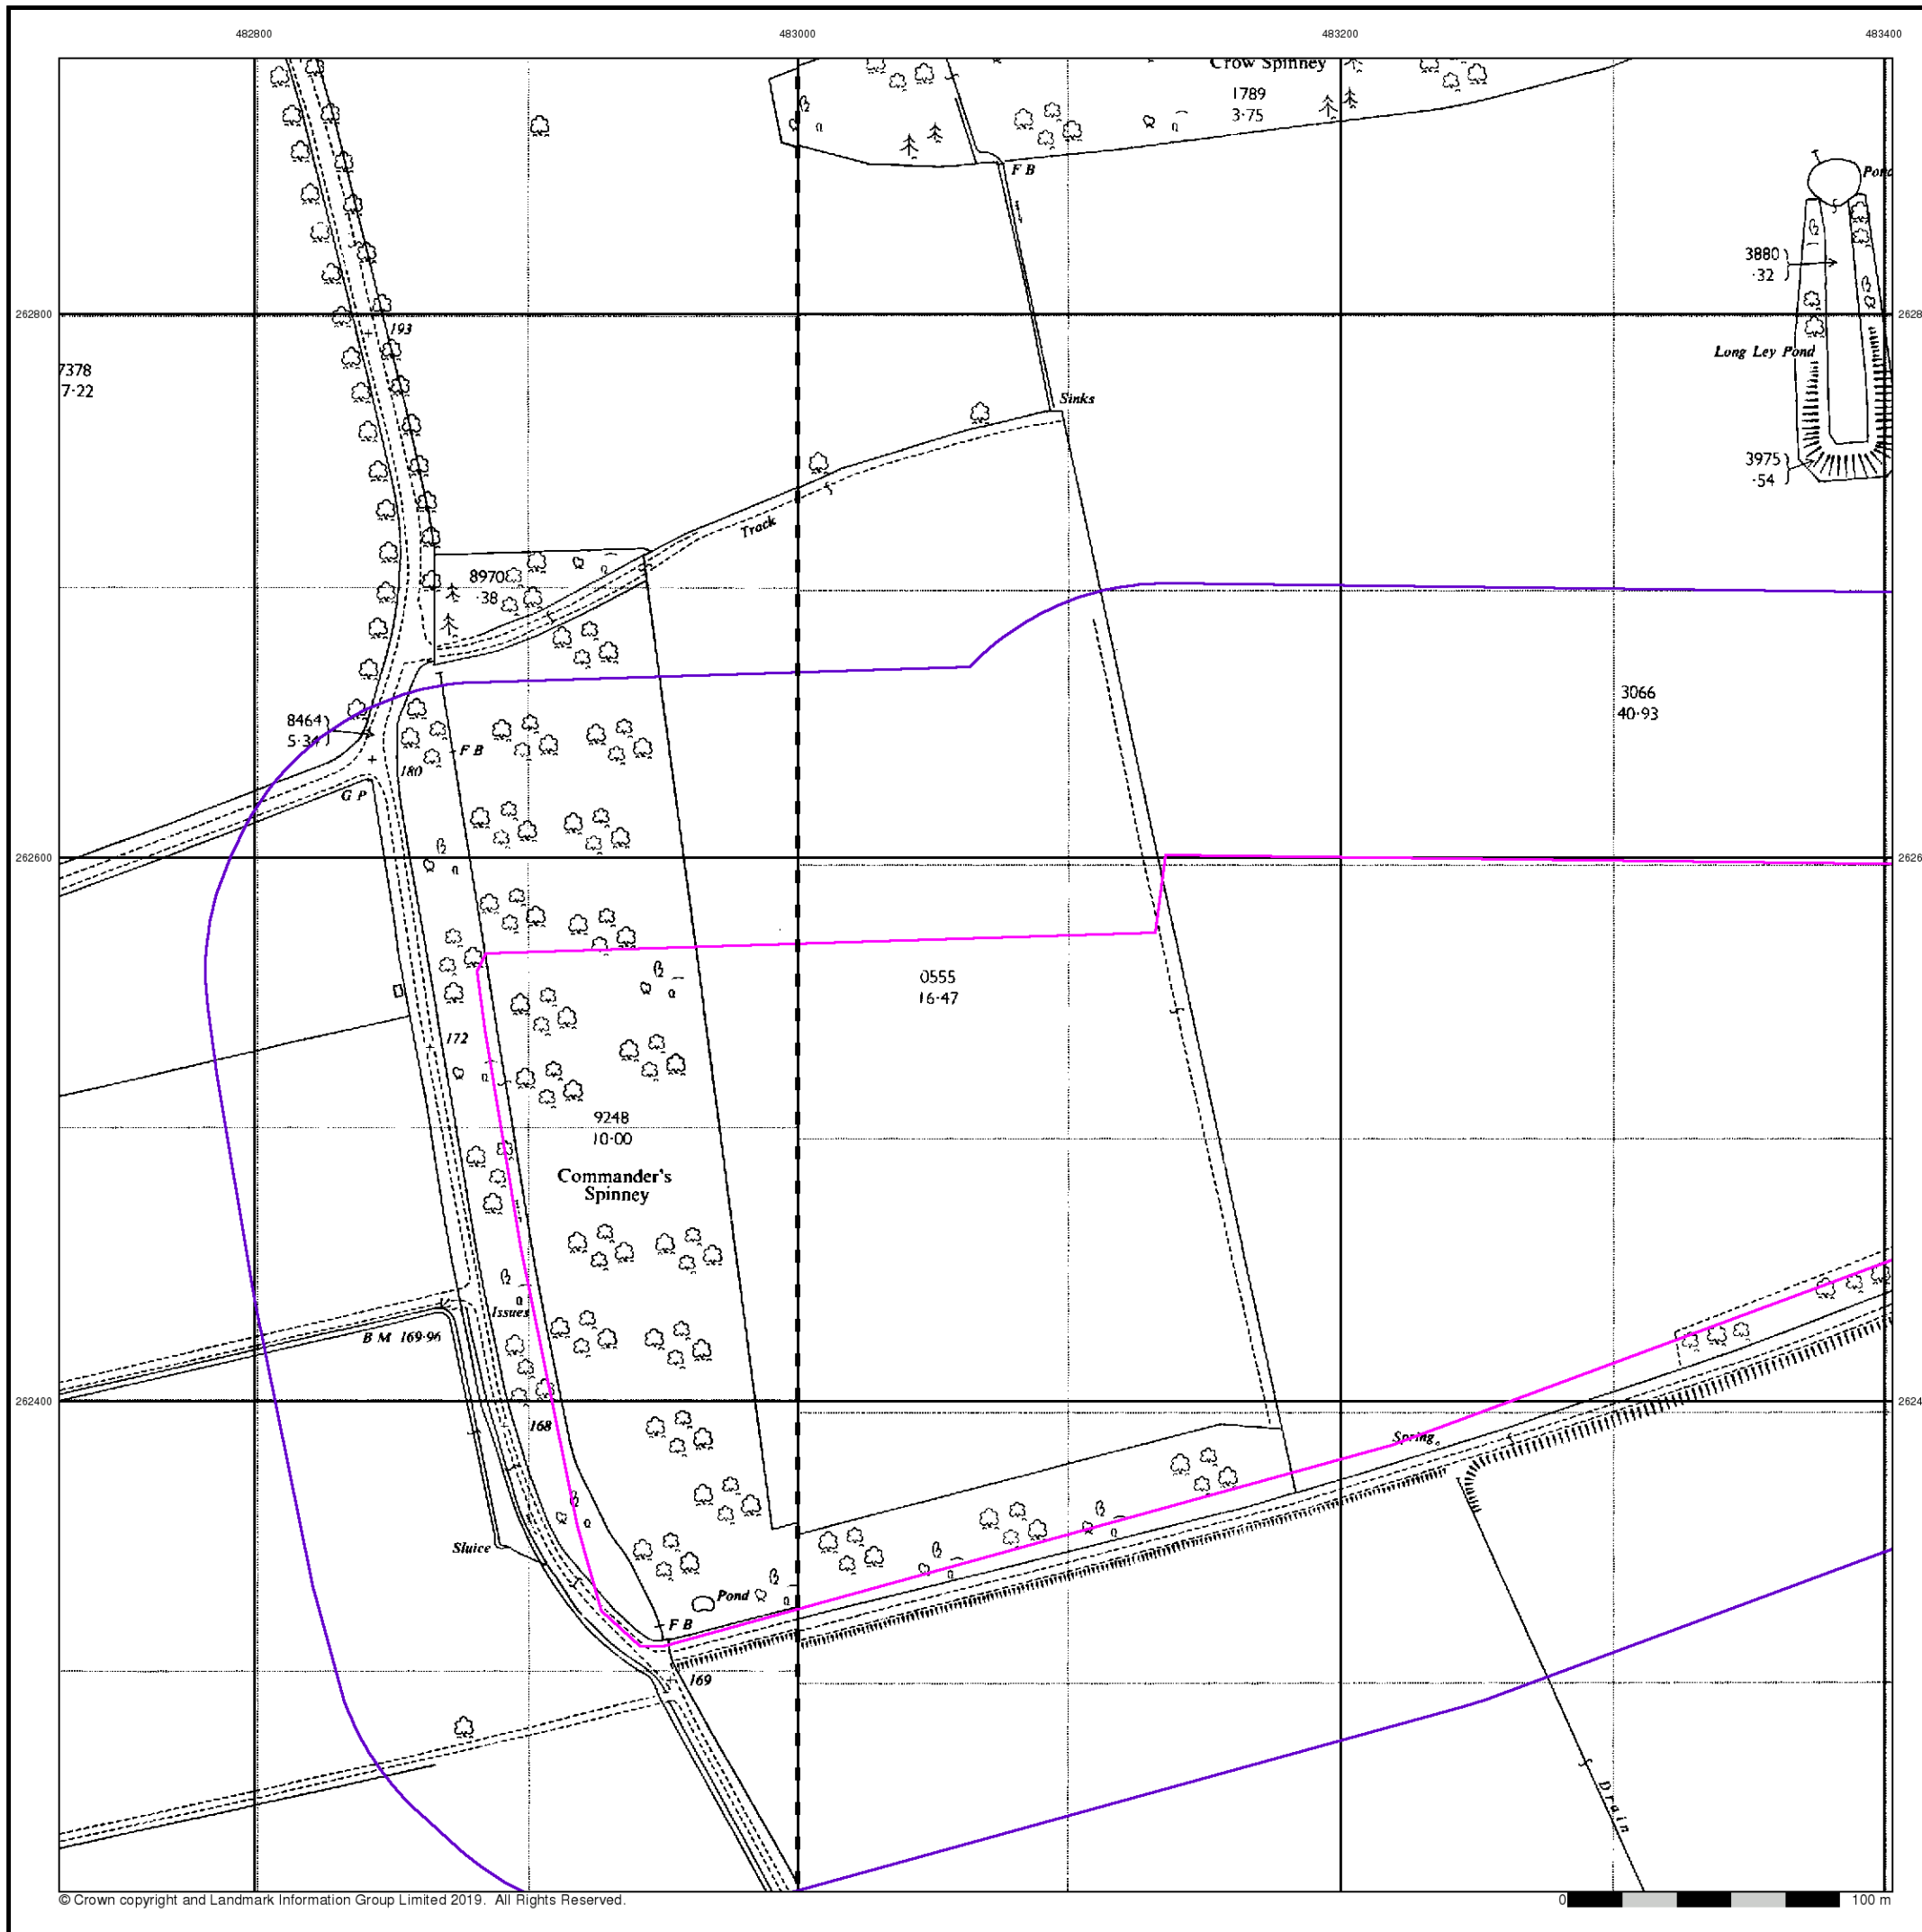 482800
483000
483200
483400
Crow Spinney
1789
3·75
F B
Pond
3880
·32
262800
193
Long Ley Pond
7378
7·22
Sinks
3975
·54
Track
8970
·38
3066
40·93
8464
5·34
F B
180
G P
262600
0555
16·47
172
9248
10·00
Commander's
Spinney
Issues
B M 169·96
262400
168
Spring
Sluice
Pond
F B
169
Drain
© Crown copyright and Landmark Information Group Limited 2019. All Rights Reserved.
0
100 m